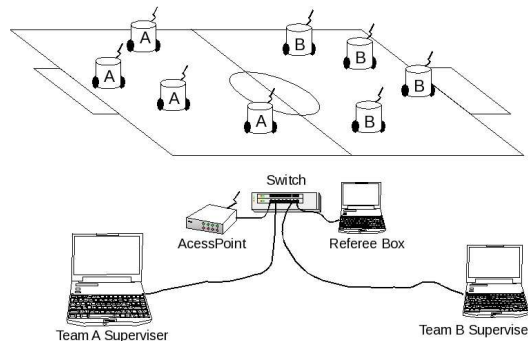 A
B
B
A
B
A
A
B
Switch
AcessPoint
Referee Box
Team A Superviser
Team B Supervise